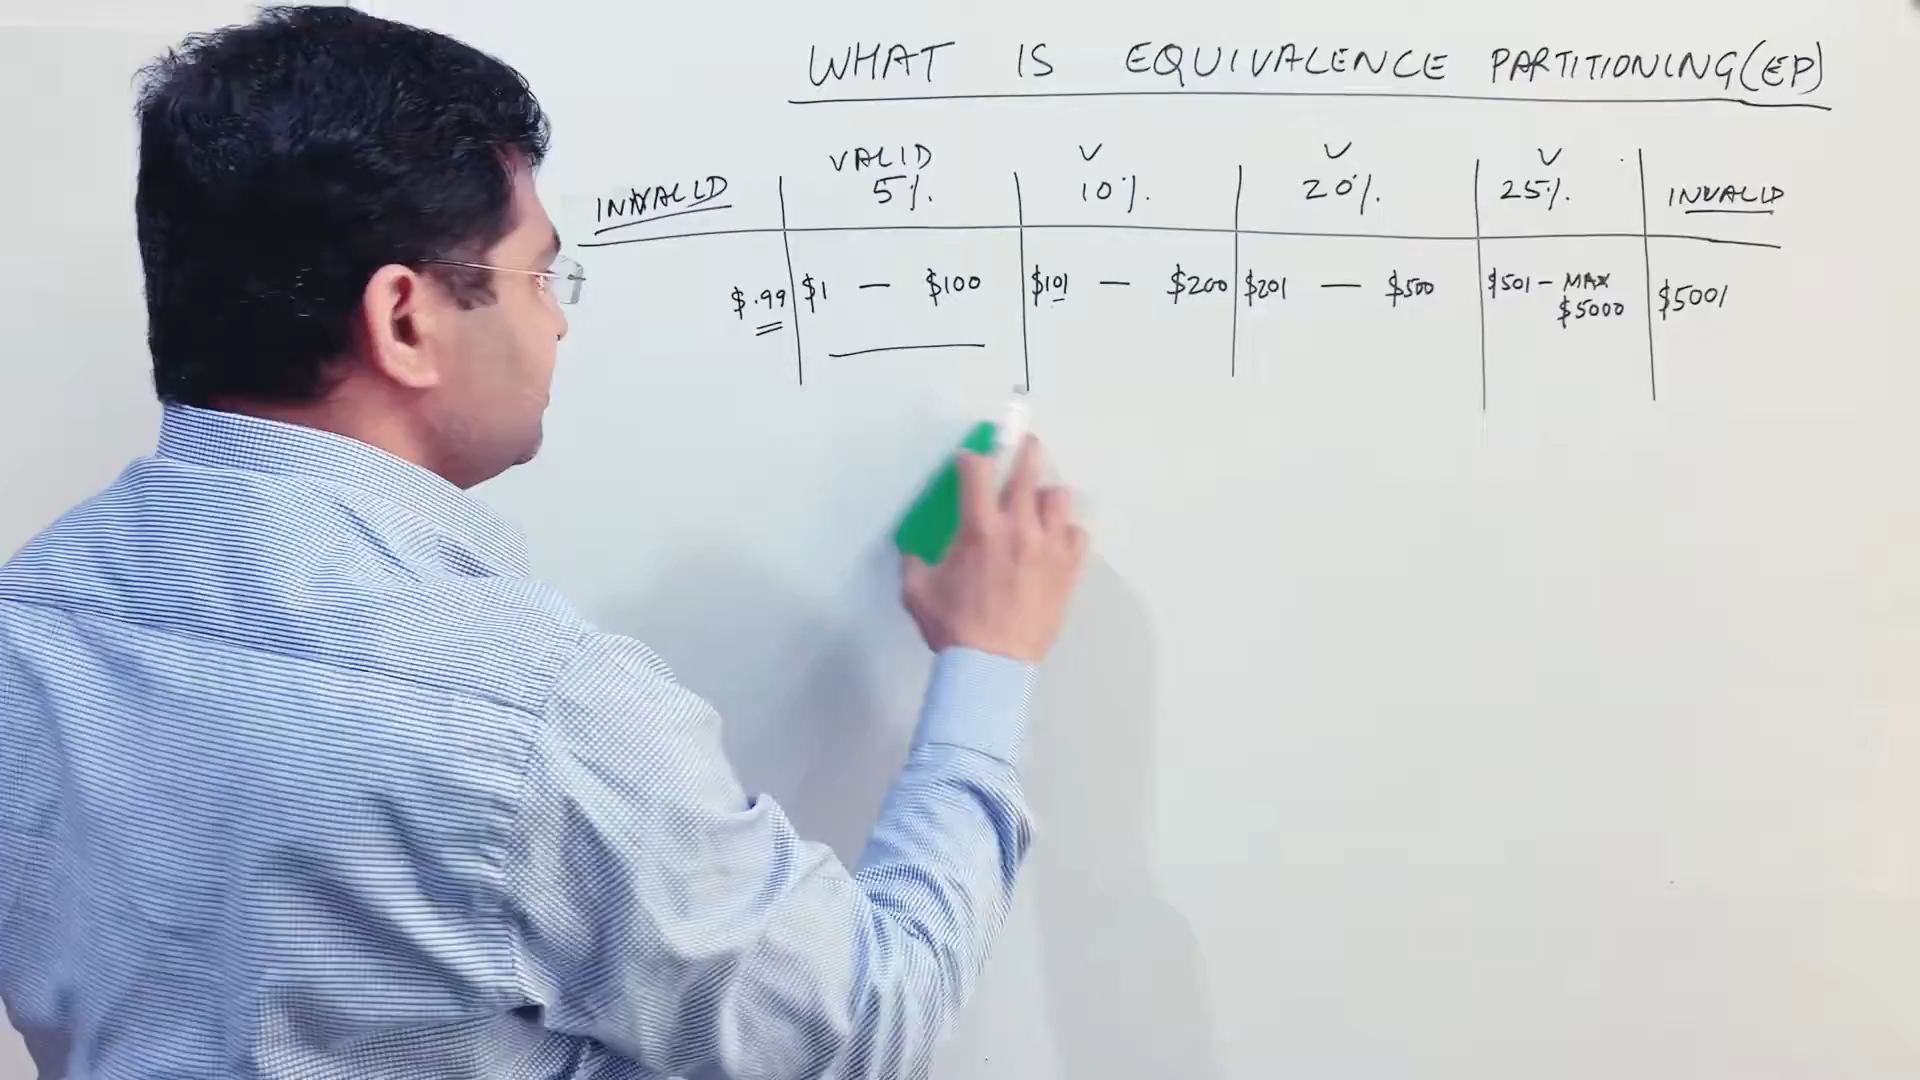 WHAT IS EQUIVALENCE PARTITIONING(EP)
INVALID VALID 5% V 10% V 20% V 25% INVALID
$.99 $1 — $100 $101 — $200 $201 — $500 $501 - MAX $5000 $5001